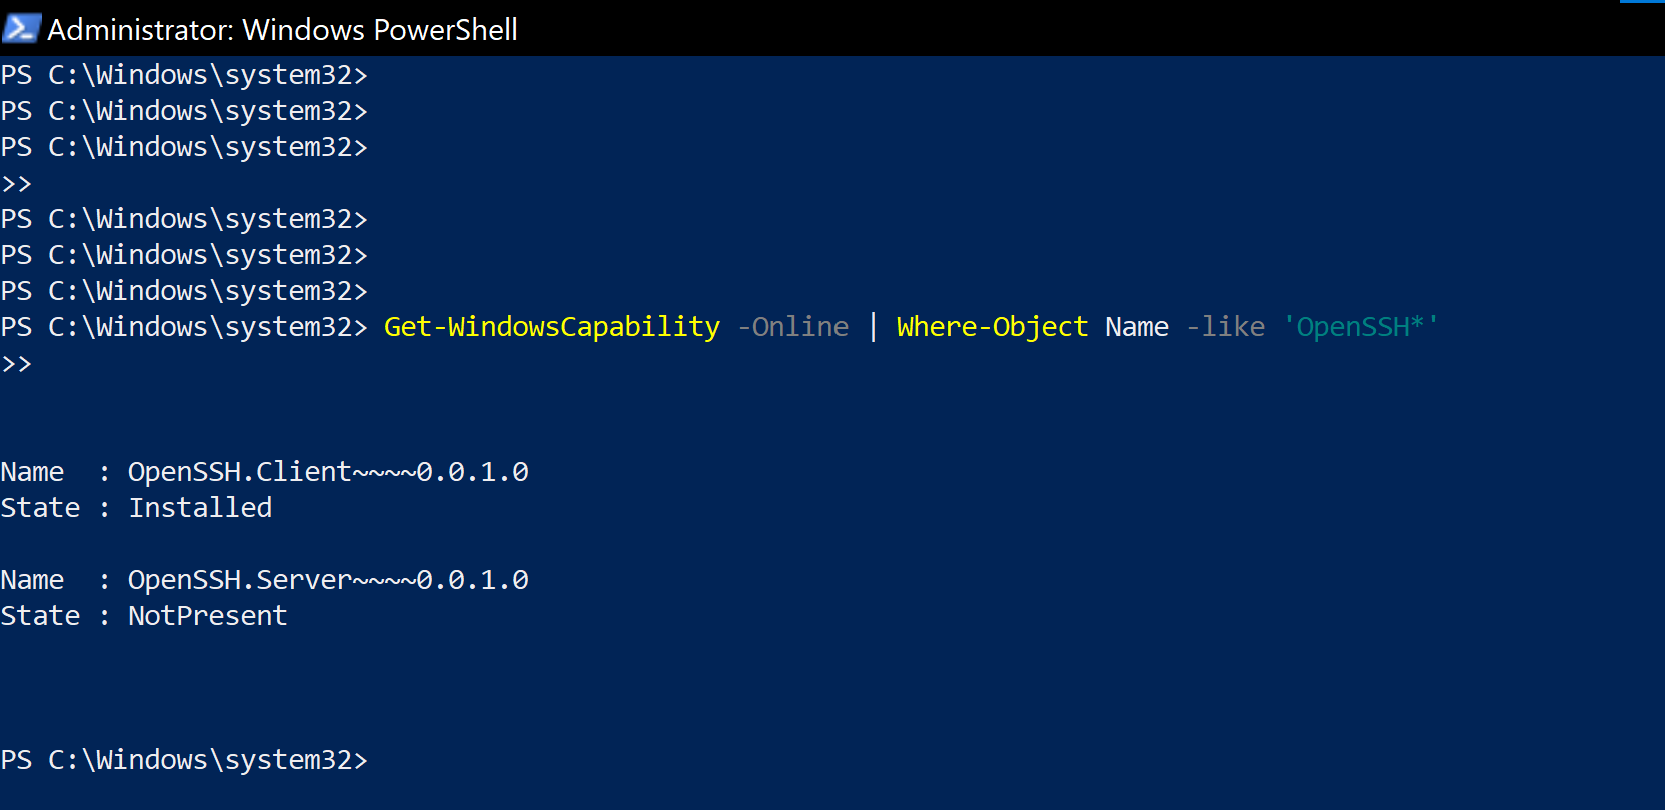 Administrator: Windows PowerShell
PS C:\Windows\system32>
PS C:\Windows\system32>
PS C:\Windows\system32>
>>
PS C:\Windows\system32>
PS C:\Windows\system32>
PS C:\Windows\system32>
PS C:\Windows\system32> Get-WindowsCapability -Online | Where-Object Name -like 'OpenSSH*'
>>
Name  : OpenSSH.Client~~~~0.0.1.0
State : Installed
Name  : OpenSSH.Server~~~~0.0.1.0
State : NotPresent
PS C:\Windows\system32>